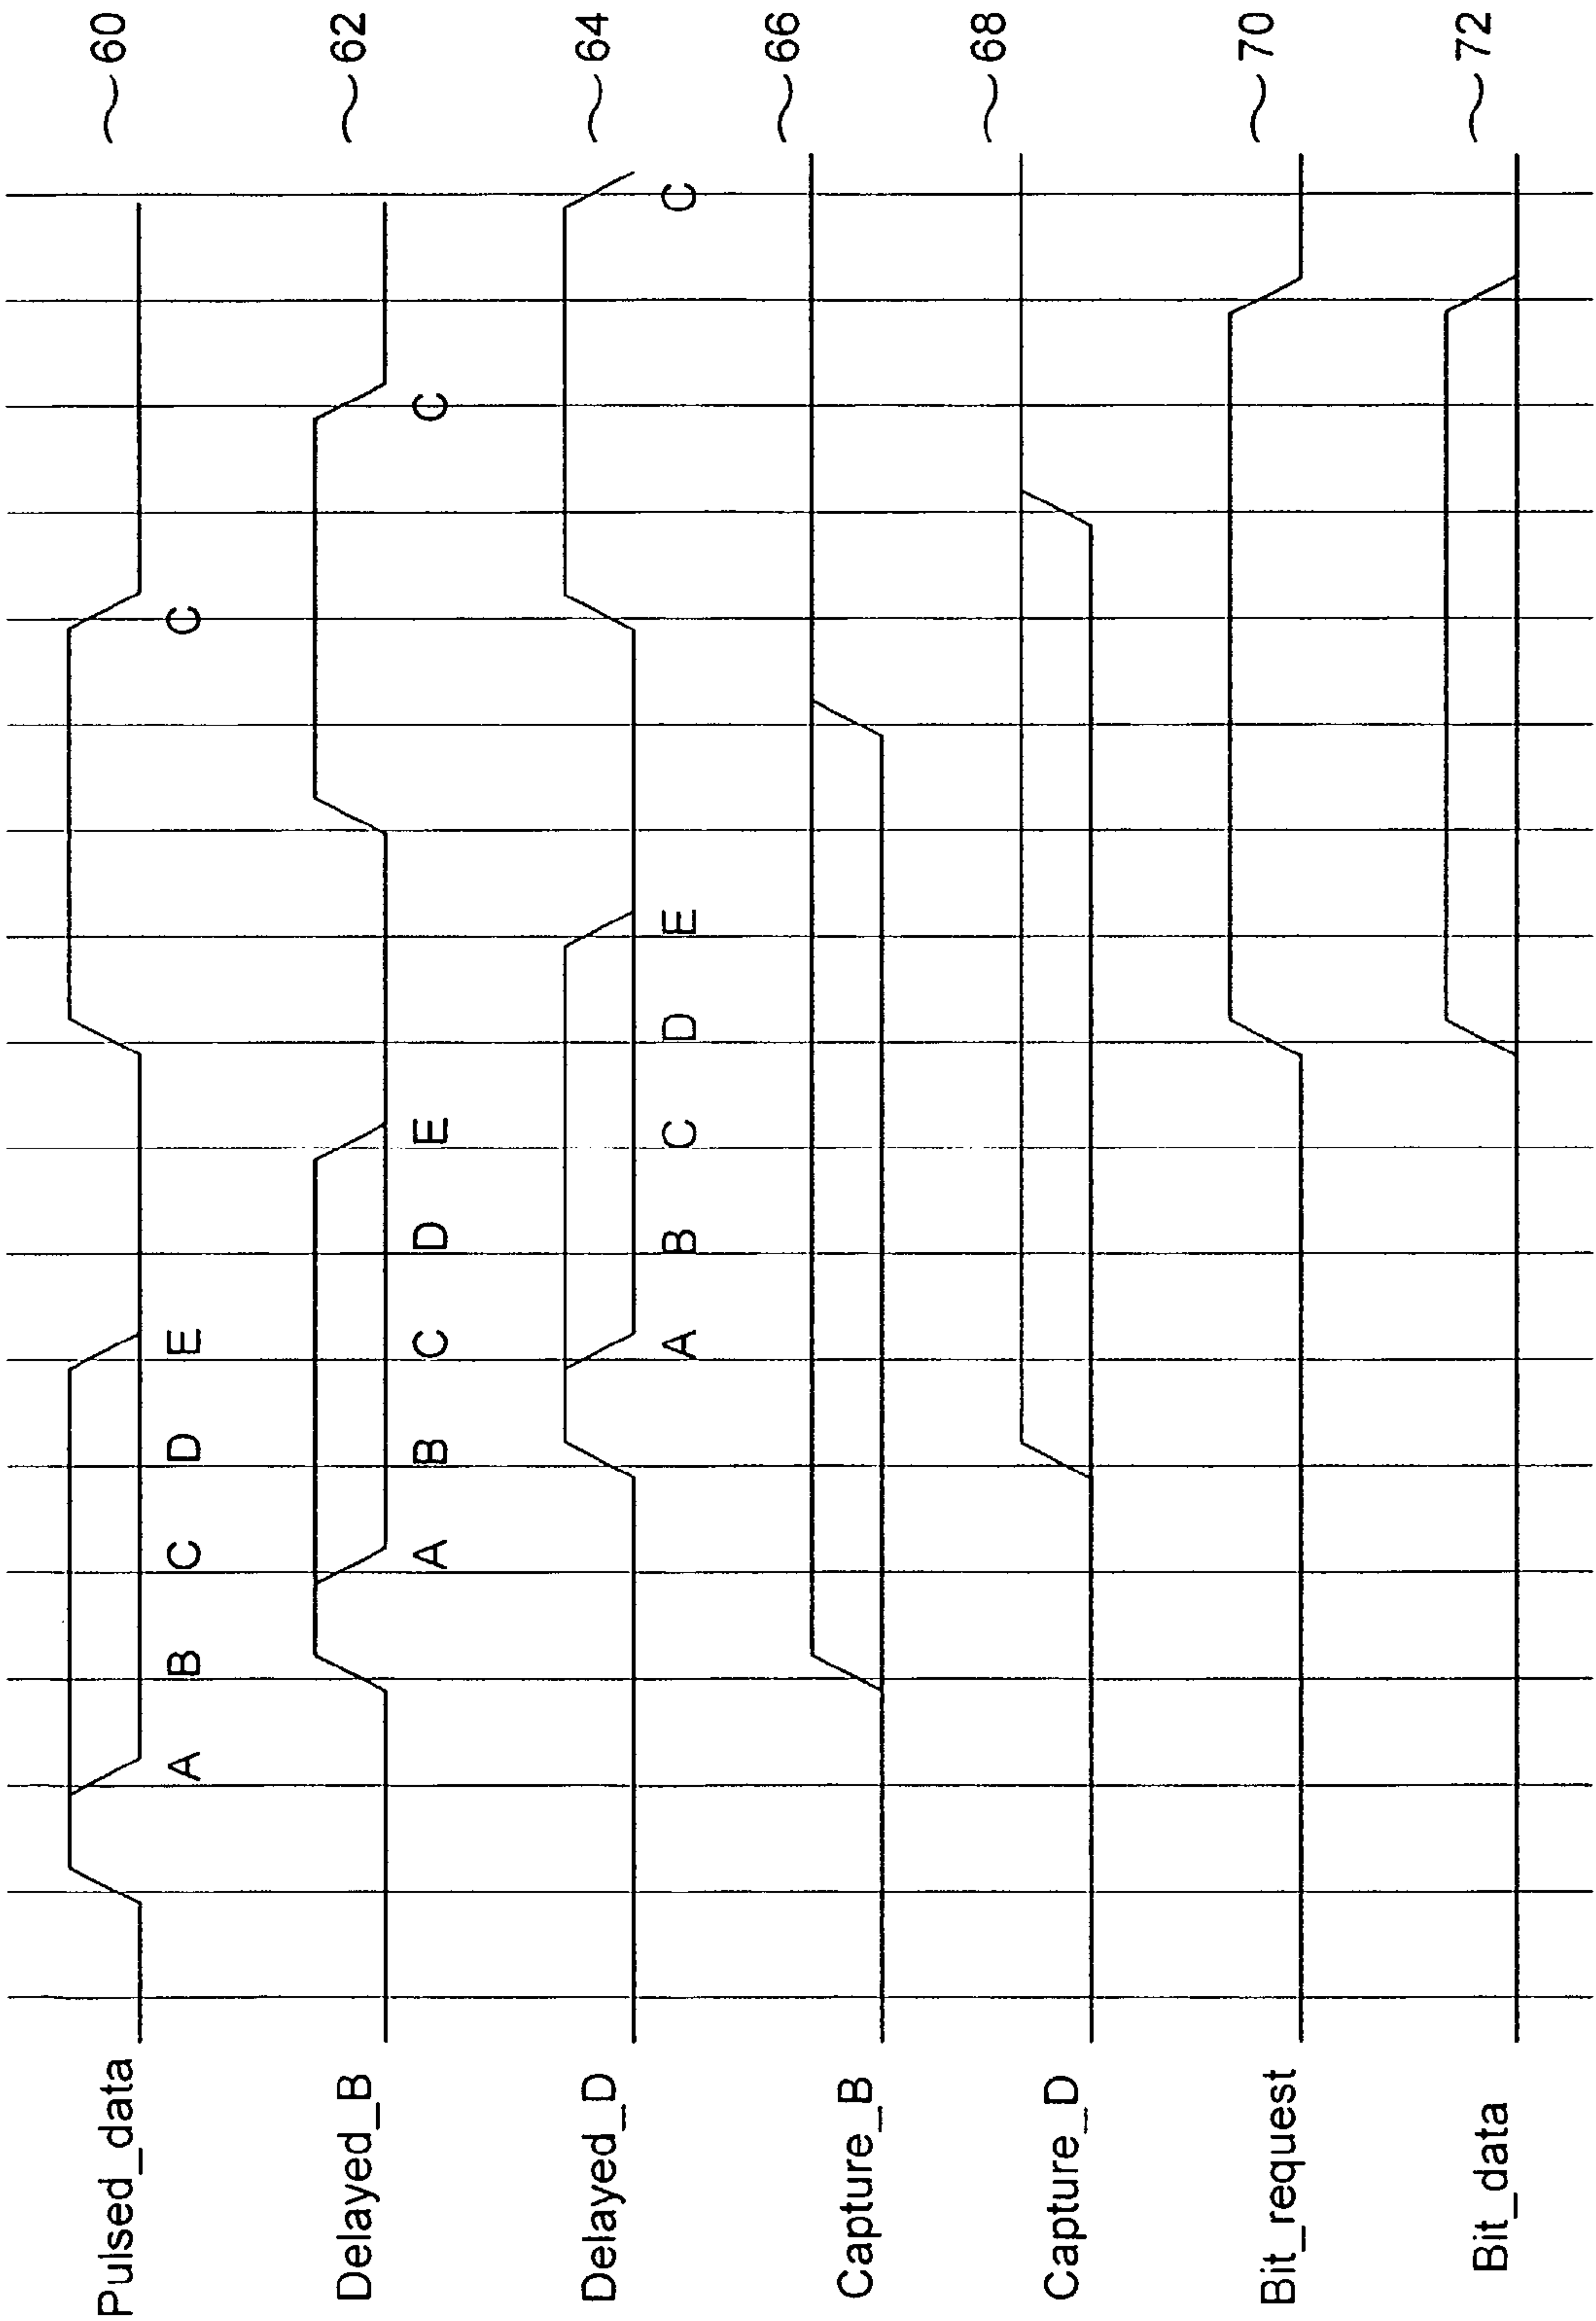 Pulsed_data A B C D E C ~60
Delayed_B A B C D E C ~62
Delayed_D A B C D E C ~64
Capture_B ~66
Capture_D ~68
Bit_request ~70
Bit_data ~72